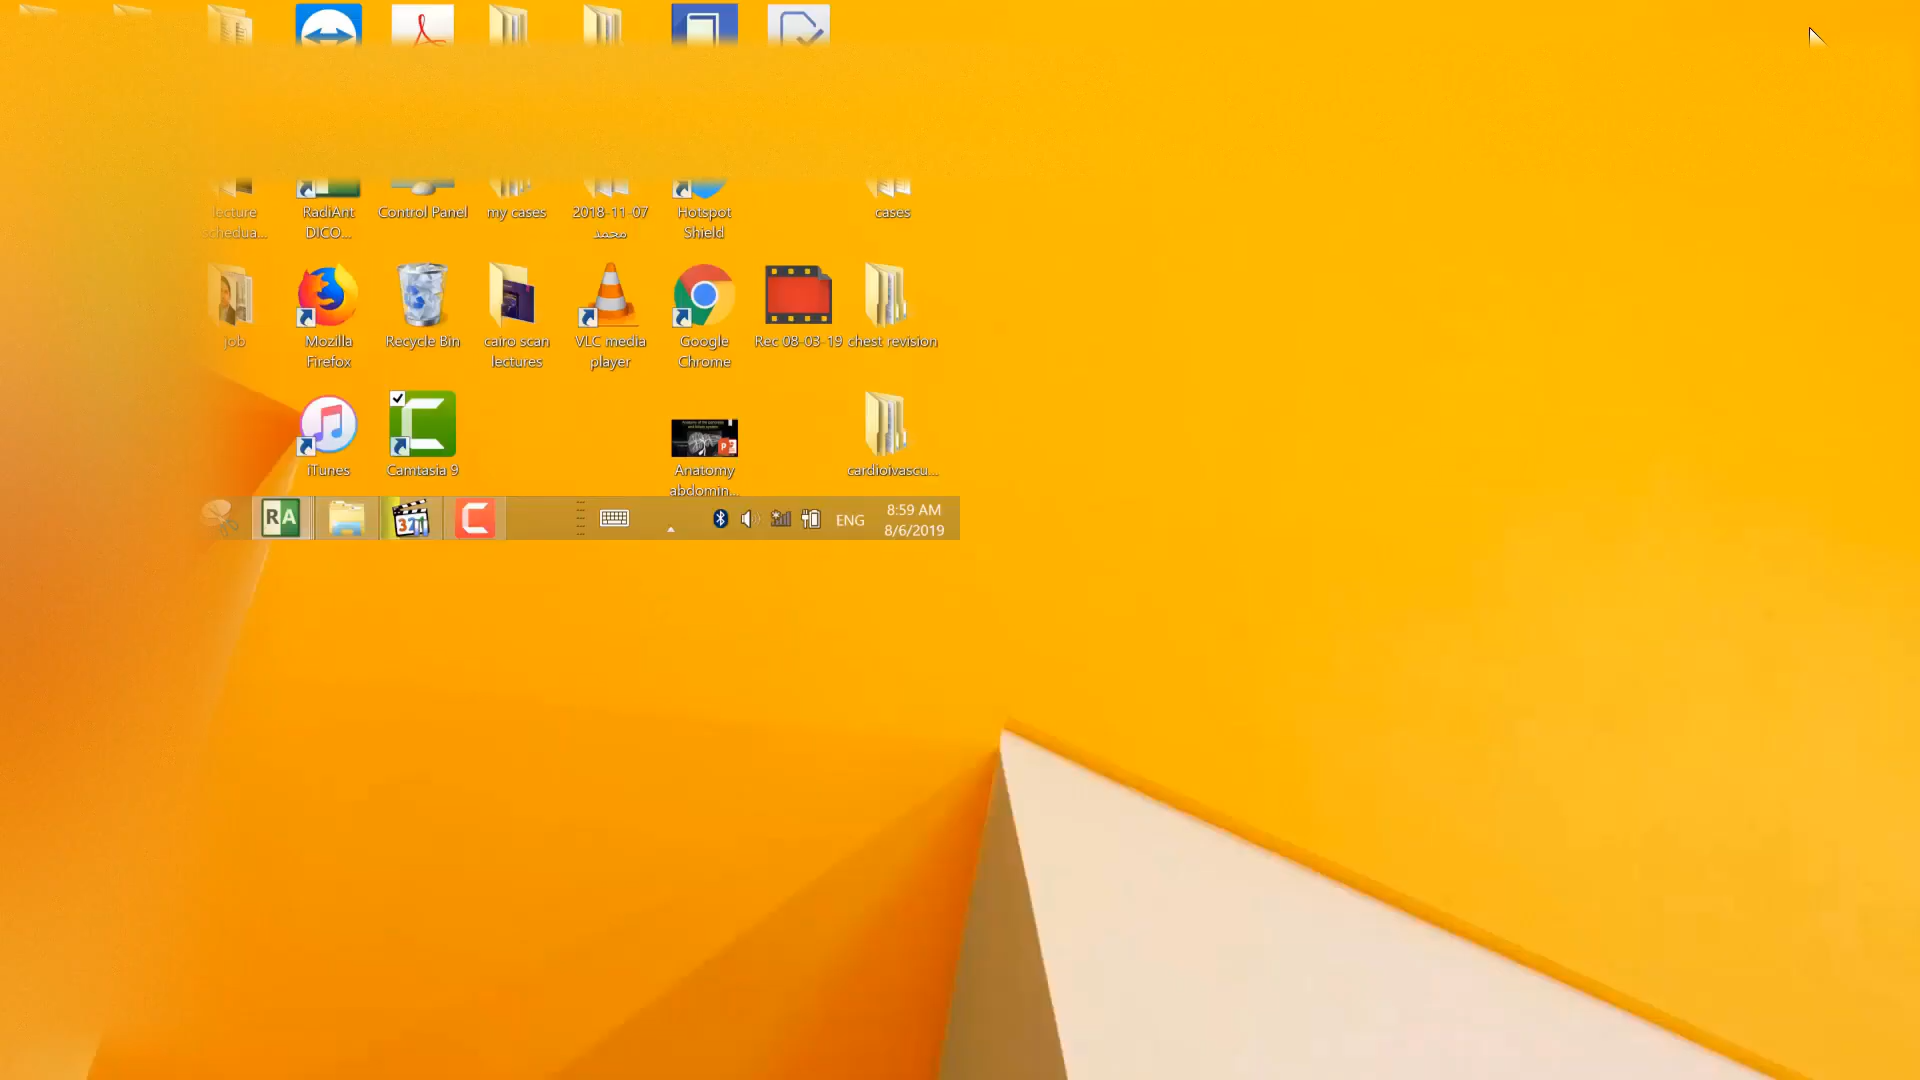 lecture
schedua...
RadiAnt
DICO...
Control Panel
my cases
2018-11-07
محمد
Hotspot
Shield
cases
job
Mozilla
Firefox
Recycle Bin
cairo scan
lectures
VLC media
player
Google
Chrome
Rec 08-03-19
chest revision
iTunes
Camtasia 9
Anatomy
abdomin...
cardioivascu...
RA
321
ENG
8:59 AM
8/6/2019